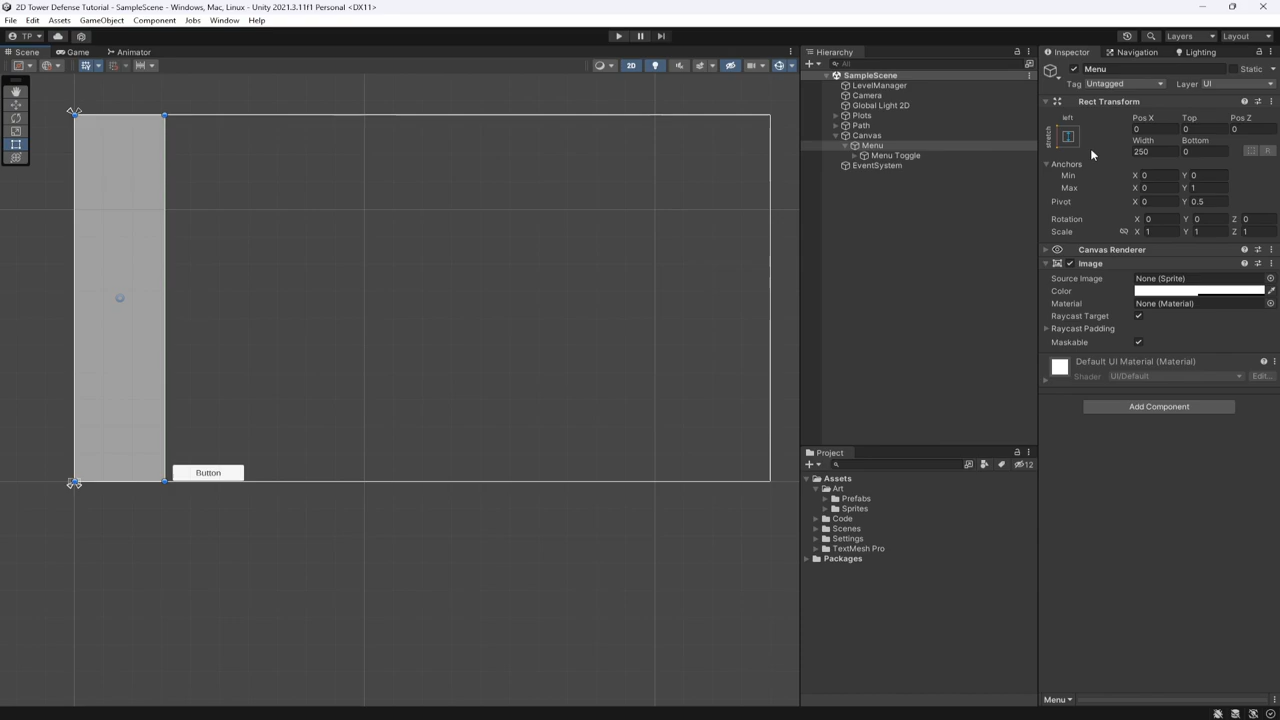 2D Tower Defense Tutorial - SampleScene - Windows, Mac, Linux - Unity 2021.3.11f1 Personal <DX11>
File Edit Assets GameObject Component Jobs Window Help
TP Layers Layout
Scene Game Animator
2D
Button
Hierarchy
All
SampleScene
LevelManager
Camera
Global Light 2D
Plots
Path
Canvas
Menu
Menu Toggle
EventSystem
Project
12
Assets
Art
Prefabs
Sprites
Code
Scenes
Settings
TextMesh Pro
Packages
Inspector Navigation Lighting
Menu Static
Tag Untagged Layer UI
Rect Transform
left Pos X Top Pos Z
stretch 0 0 0
Width Bottom
250 0 R
Anchors
Min X 0 Y 0
Max X 0 Y 1
Pivot X 0 Y 0.5
Rotation X 0 Y 0 Z 0
Scale X 1 Y 1 Z 1
Canvas Renderer
Image
Source Image None (Sprite)
Color
Material None (Material)
Raycast Target
Raycast Padding
Maskable
Default UI Material (Material)
Shader UI/Default Edit...
Add Component
Menu